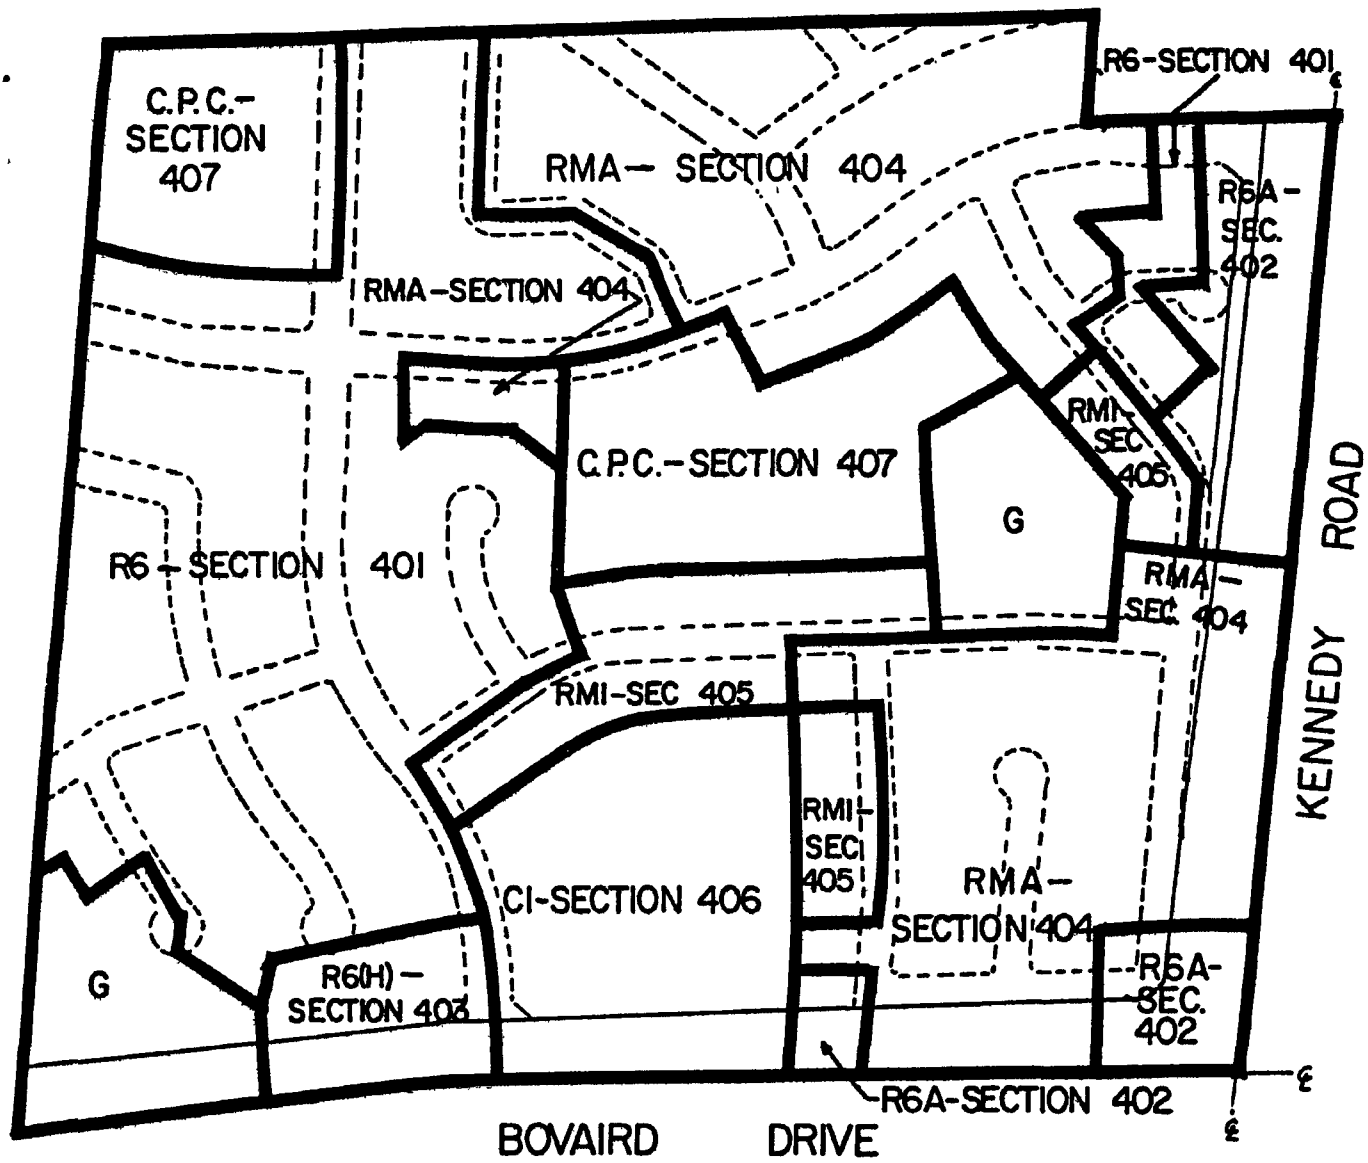 R6-SECTION 401
C.P.C.-
SECTION
407
RMA- SECTION 404
R6A-
SEC.
402
RMA-SECTION 404
RMI-
SEC
405
C.P.C.-SECTION 407
G
ROAD
R6-SECTION 401
RMA-
SEC. 404
KENNEDY
RMI-SEC 405
RMI-
SEC
405
CI-SECTION 406
RMA-
SECTION 404
G
R6(H)-
SECTION 403
R6A-
SEC.
402
R6A-SECTION 402
BOVAIRD DRIVE